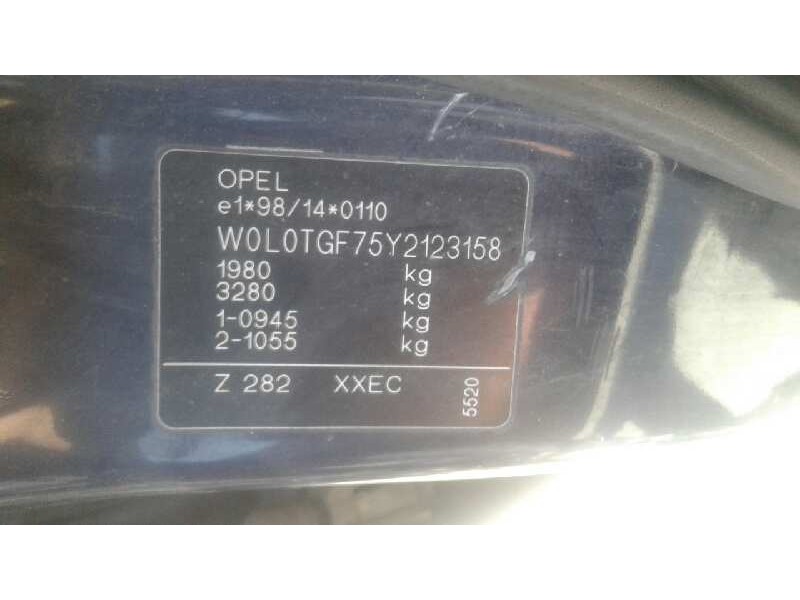 OPEL
e1*98/14*0110
W0L0TGF75Y2123158
1980 kg
3280 kg
1-0945 kg
2-1055 kg
Z 282 XXEC
5520